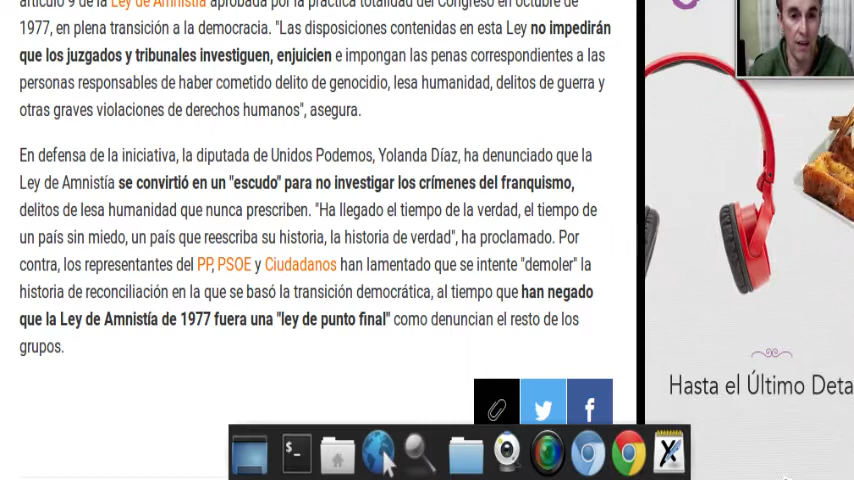 artículo 9 de la Ley de Amnistía aprobada por la práctica totalidad del Congreso en octubre de
1977, en plena transición a la democracia. "Las disposiciones contenidas en esta Ley no impedirán
que los juzgados y tribunales investiguen, enjuicien e impongan las penas correspondientes a las
personas responsables de haber cometido delito de genocidio, lesa humanidad, delitos de guerra y
otras graves violaciones de derechos humanos", asegura.
En defensa de la iniciativa, la diputada de Unidos Podemos, Yolanda Díaz, ha denunciado que la
Ley de Amnistía se convirtió en un "escudo" para no investigar los crímenes del franquismo,
delitos de lesa humanidad que nunca prescriben. "Ha llegado el tiempo de la verdad, el tiempo de
un país sin miedo, un país que reescriba su historia, la historia de verdad", ha proclamado. Por
contra, los representantes del PP, PSOE y Ciudadanos han lamentado que se intente "demoler" la
historia de reconciliación en la que se basó la transición democrática, al tiempo que han negado
que la Ley de Amnistía de 1977 fuera una "ley de punto final" como denuncian el resto de los
grupos.
Hasta el Último Deta